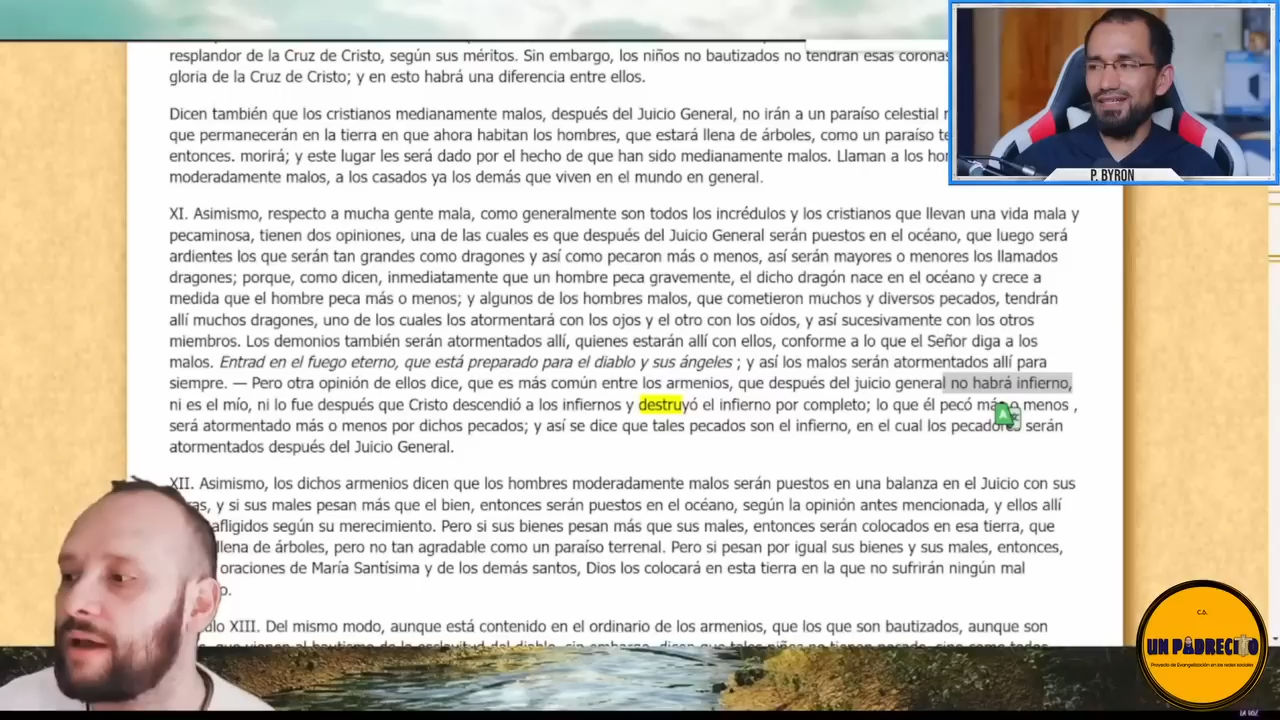 resplandor de la Cruz de Cristo, según sus méritos. Sin embargo, los niños no bautizados no tendrán esas coronas
gloria de la Cruz de Cristo; y en esto habrá una diferencia entre ellos.
Dicen también que los cristianos medianamente malos, después del Juicio General, no irán a un paraíso celestial
que permanecerán en la tierra en que ahora habitan los hombres, que estará llena de árboles, como un paraíso
entonces. morirá; y este lugar les será dado por el hecho de que han sido medianamente malos. Llaman a los
a los casados ya los demás que viven en el mundo en general.
P. BYRON
XI. Asimismo, respecto a mucha gente mala, como generalmente son todos los incrédulos y los cristianos que llevan una vida mala y
pecaminosa, tienen dos opiniones, una de las cuales es que después del Juicio General serán puestos en el océano, que luego será
ardientes los que serán tan grandes como dragones y así como pecaron más o menos, así serán mayores o menores los llamados
dragones; porque, como dicen, inmediatamente que un hombre peca gravemente, el dicho dragón nace en el océano y crece a
medida que el hombre peca más o menos; y algunos de los hombres malos, que cometieron muchos y diversos pecados, tendrán
allí muchos dragones, uno de los cuales los atormentará con los ojos y el otro con los oídos, y así sucesivamente con los otros
miembros. Los demonios también serán atormentados allí, quienes estarán allí con ellos, conforme a lo que el Señor diga a los
malos. Entrad en el fuego eterno, que está preparado para el diablo y sus ángeles ; y así los malos serán atormentados allí para
siempre. — Pero otra opinión de ellos dice, que es más común entre los armenios, que después del juicio general no habrá infierno,
ni es el mío, ni lo fue después que Cristo descendió a los infiernos y destruyó el infierno por completo; lo que él pecó más o menos ,
será atormentado más o menos por dichos pecados; y así se dice que tales pecados son el infierno, en el cual los pecadores serán
atormentados después del Juicio General.
XII. Asimismo, los dichos armenios dicen que los hombres moderadamente malos serán puestos en una balanza en el Juicio con sus
y si sus males pesan más que el bien, entonces serán puestos en el océano, según la opinión antes mencionada, y ellos allí
afligidos según su merecimiento. Pero si sus bienes pesan más que sus males, entonces serán colocados en esa tierra, que
llena de árboles, pero no tan agradable como un paraíso terrenal. Pero si pesan por igual sus bienes y sus males, entonces,
oraciones de María Santísima y de los demás santos, Dios los colocará en esta tierra en la que no sufrirán ningún mal
XIII. Del mismo modo, aunque está contenido en el ordinario de los armenios, que los que son bautizados, aunque son
UN PADRECITO
Proyecto de Evangelización en las redes sociales